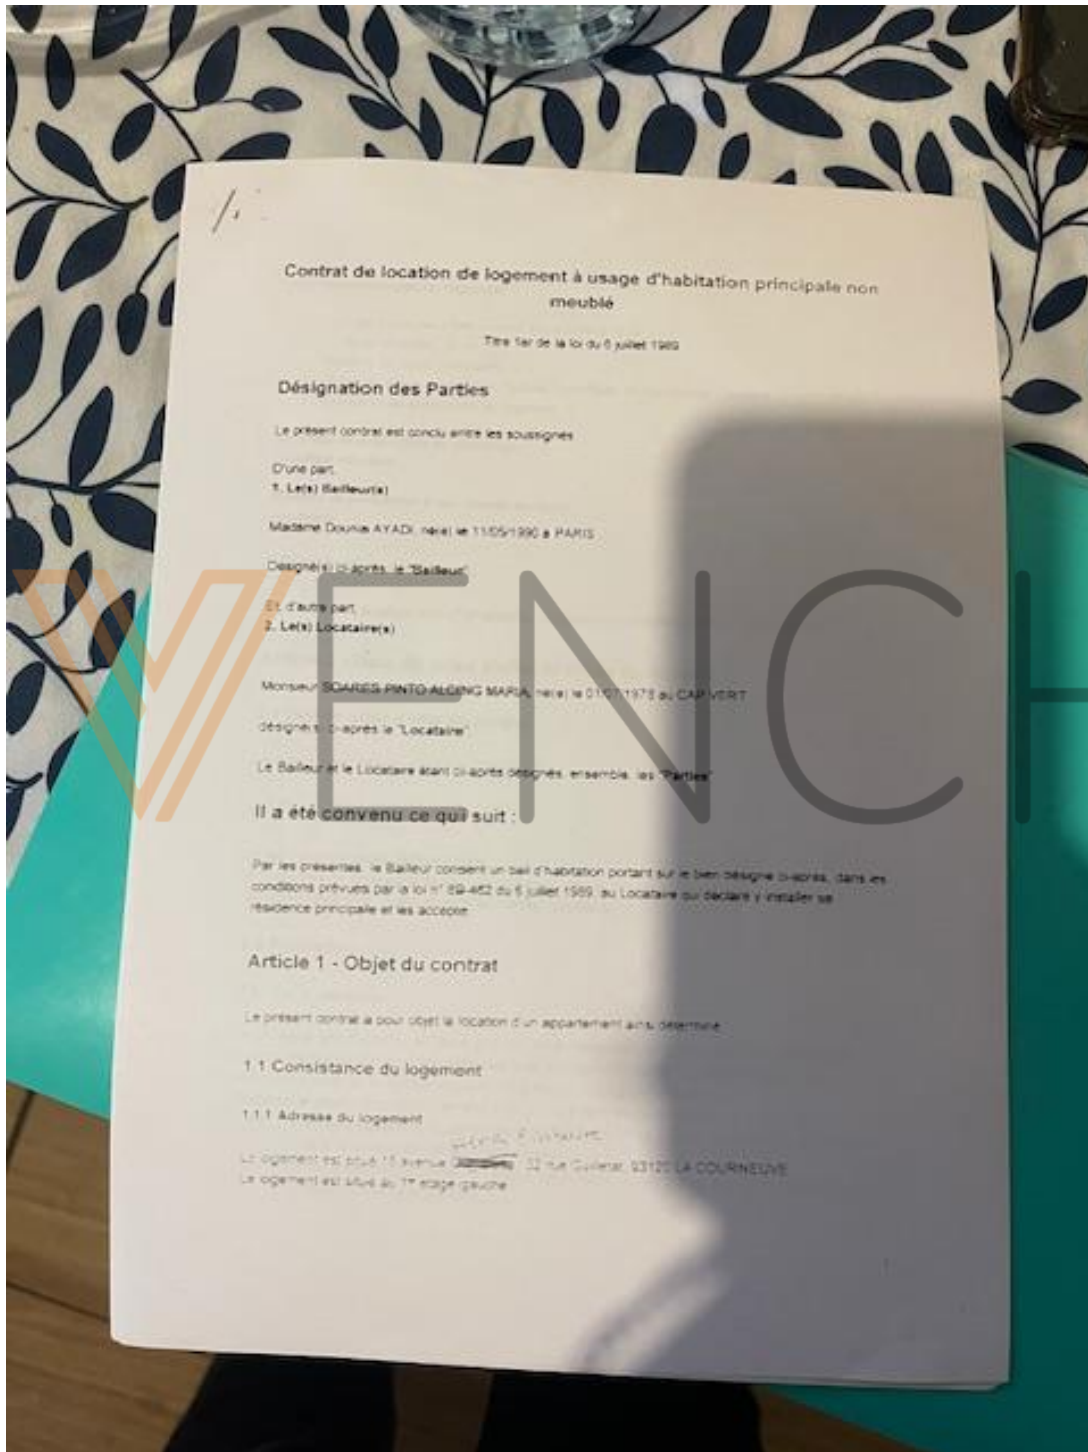 Contrat de location de logement à usage d'habitation principale non
meublé
Titre 1er de la loi du 6 juillet 1989
Désignation des Parties
Le présent contrat est conclu entre les soussignés
D'une part,
1. Le(s) Bailleur(s)
Madame Dounia AYADI, né(e) le 11/05/1990 à PARIS
Désigné(s) ci-après, le "Bailleur"
Et, d'autre part,
2. Le(s) Locataire(s)
Monsieur SOARES PINTO ALCING MARIA, né(e) le 01/07/1978 au CAP VERT
désigné(s) ci-après le "Locataire"
Le Bailleur et le Locataire étant ci-après désignés, ensemble, les "Parties"
VENCH
Il a été convenu ce qui suit :
Par les présentes, le Bailleur consent un bail d'habitation portant sur le bien désigné ci-après, dans les
conditions prévues par la loi n° 89-462 du 6 juillet 1989, au Locataire qui déclare y installer sa
résidence principale et les accepte
Article 1 - Objet du contrat
Le présent contrat a pour objet la location d'un appartement ainsi déterminé
1.1 Consistance du logement
1.1.1 Adresse du logement
Le logement est situé 15 avenue 32 rue 93120 LA COURNEUVE
Le logement est situé au 1er étage gauche